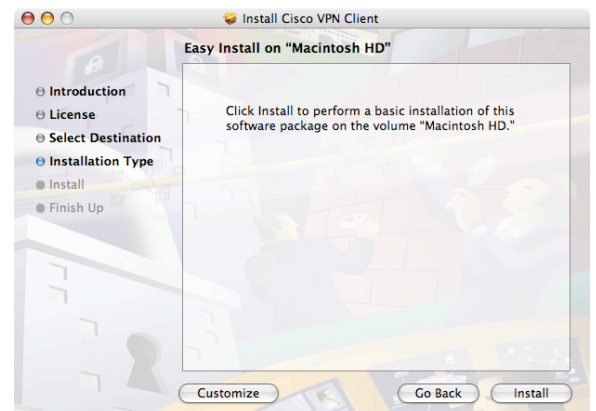 Install Cisco VPN Client
Easy Install on “Macintosh HD”
Introduction
License
Select Destination
Installation Type
Install
Finish Up
Click Install to perform a basic installation of this
software package on the volume “Macintosh HD.”
Customize
Go Back
Install